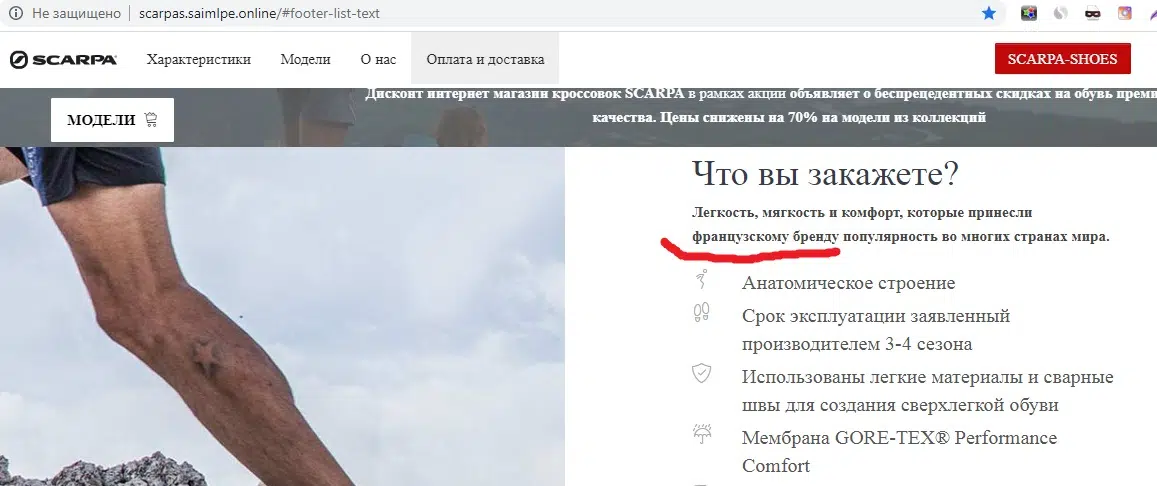 Не защищено | scarpas.saimlpe.online/#footer-list-text
SCARPA Характеристики Модели О нас Оплата и доставка SCARPA-SHOES
Дисконт интернет магазин кроссовок SCARPA в рамках акции объявляет о беспрецедентных скидках на обувь
МОДЕЛИ
качества. Цены снижены на 70% на модели из коллекций
Что вы закажете?
Легкость, мягкость и комфорт, которые принесли
французскому бренду популярность во многих странах мира.
Анатомическое строение
Срок эксплуатации заявленный
производителем 3-4 сезона
Использованы легкие материалы и сварные
швы для создания сверхлегкой обуви
Мембрана GORE-TEX® Performance
Comfort